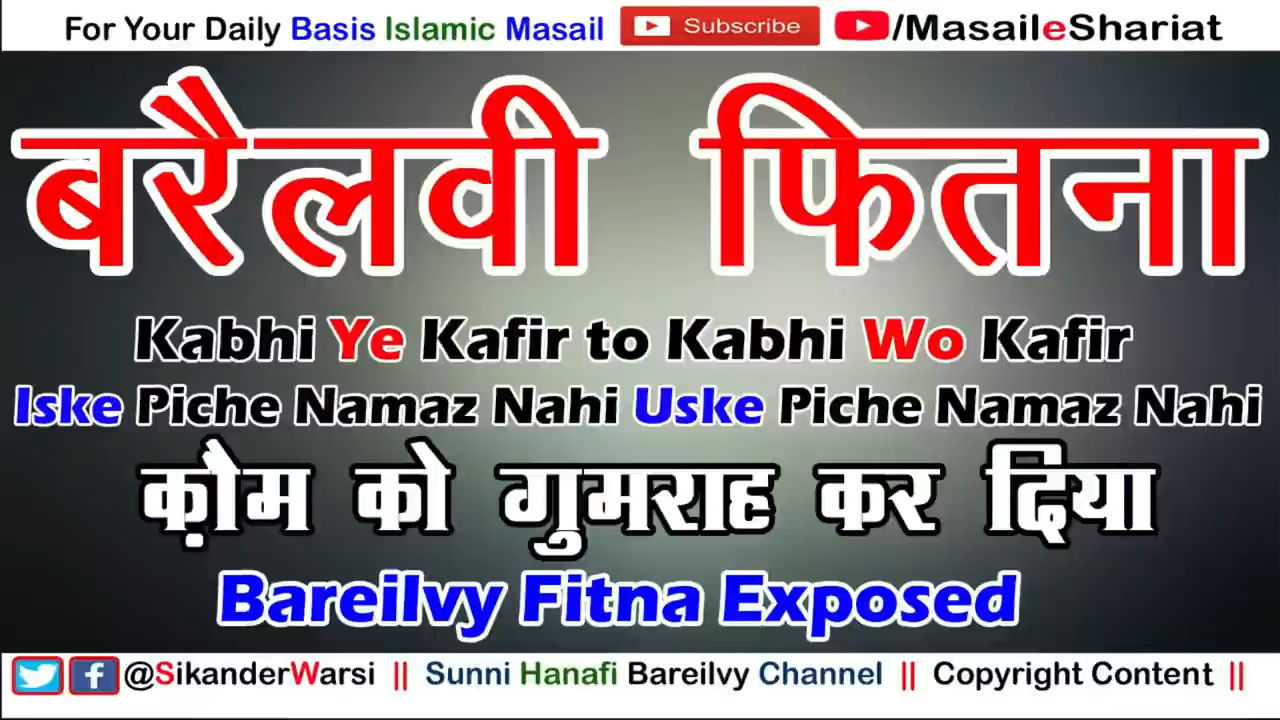 For Your Daily Basis Islamic Masail Subscribe /MasaileShariat
बरैलवी फितना
Kabhi Ye Kafir to Kabhi Wo Kafir
Iske Piche Namaz Nahi Uske Piche Namaz Nahi
क़ौम को गुमराह कर दिया
Bareilvy Fitna Exposed
@SikanderWarsi || Sunni Hanafi Bareilvy Channel || Copyright Content ||